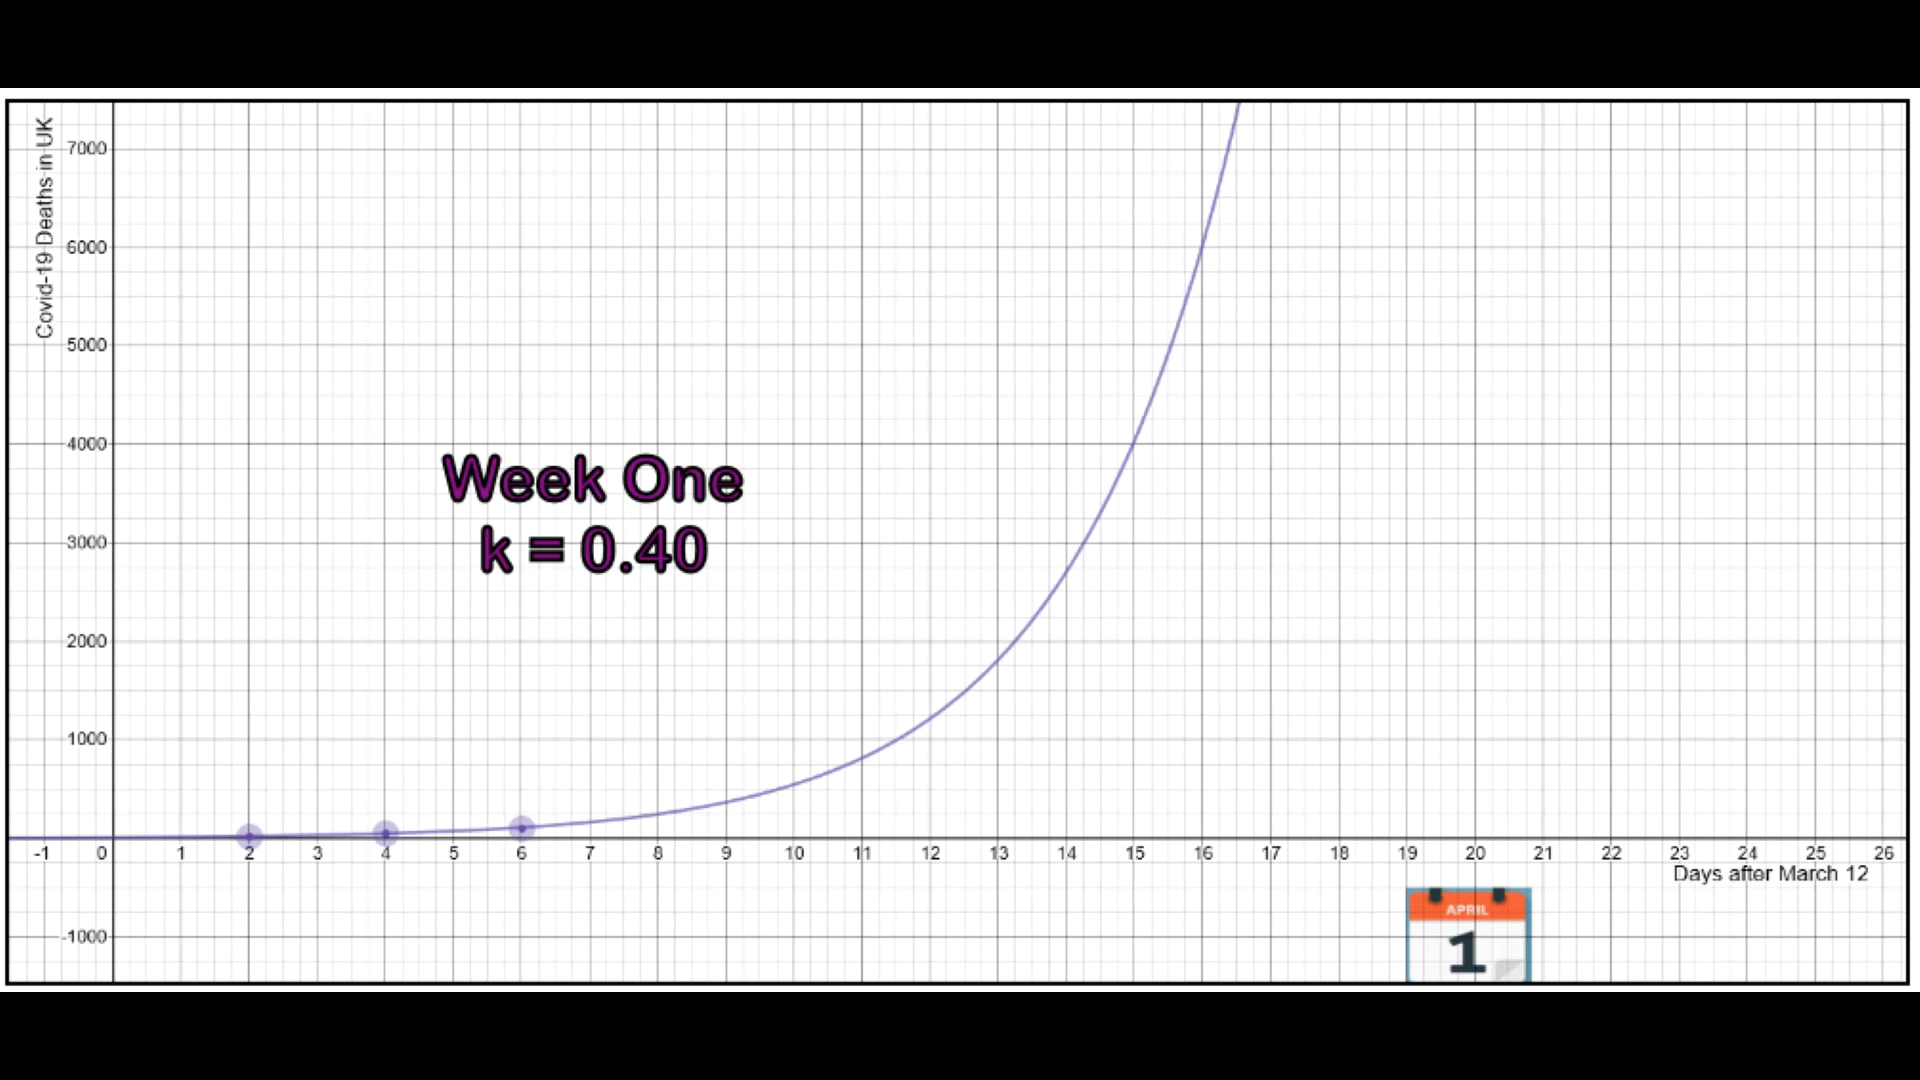 Covid-19 Deaths in UK
7000
6000
5000
4000
3000
2000
1000
-1000
Week One
k = 0.40
-1 0 1 2 3 4 5 6 7 8 9 10 11 12 13 14 15 16 17 18 19 20 21 22 23 24 25 26
Days after March 12
APRIL
1